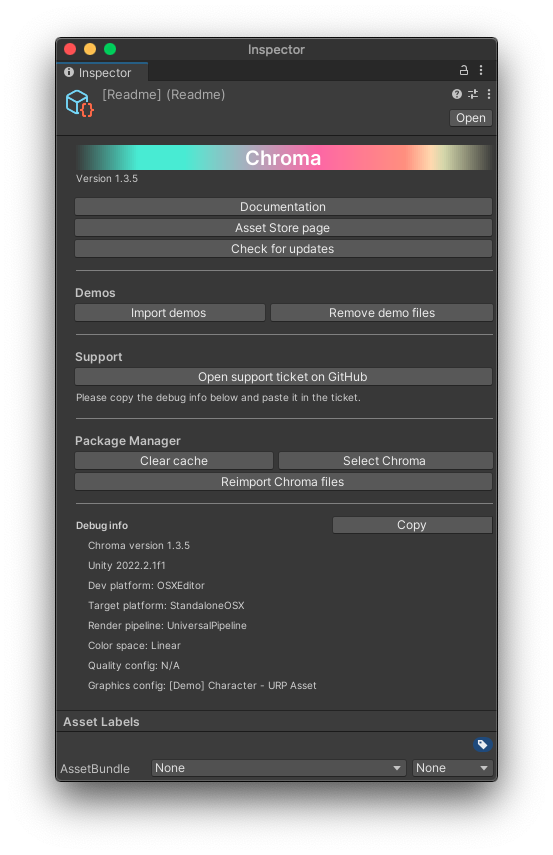 Inspector
Inspector
[Readme] (Readme)
Open
Chroma
Version 1.3.5
Documentation
Asset Store page
Check for updates
Demos
Import demos Remove demo files
Support
Open support ticket on GitHub
Please copy the debug info below and paste it in the ticket.
Package Manager
Clear cache Select Chroma
Reimport Chroma files
Debug info Copy
Chroma version 1.3.5
Unity 2022.2.1f1
Dev platform: OSXEditor
Target platform: StandaloneOSX
Render pipeline: UniversalPipeline
Color space: Linear
Quality config: N/A
Graphics config: [Demo] Character - URP Asset
Asset Labels
AssetBundle None None